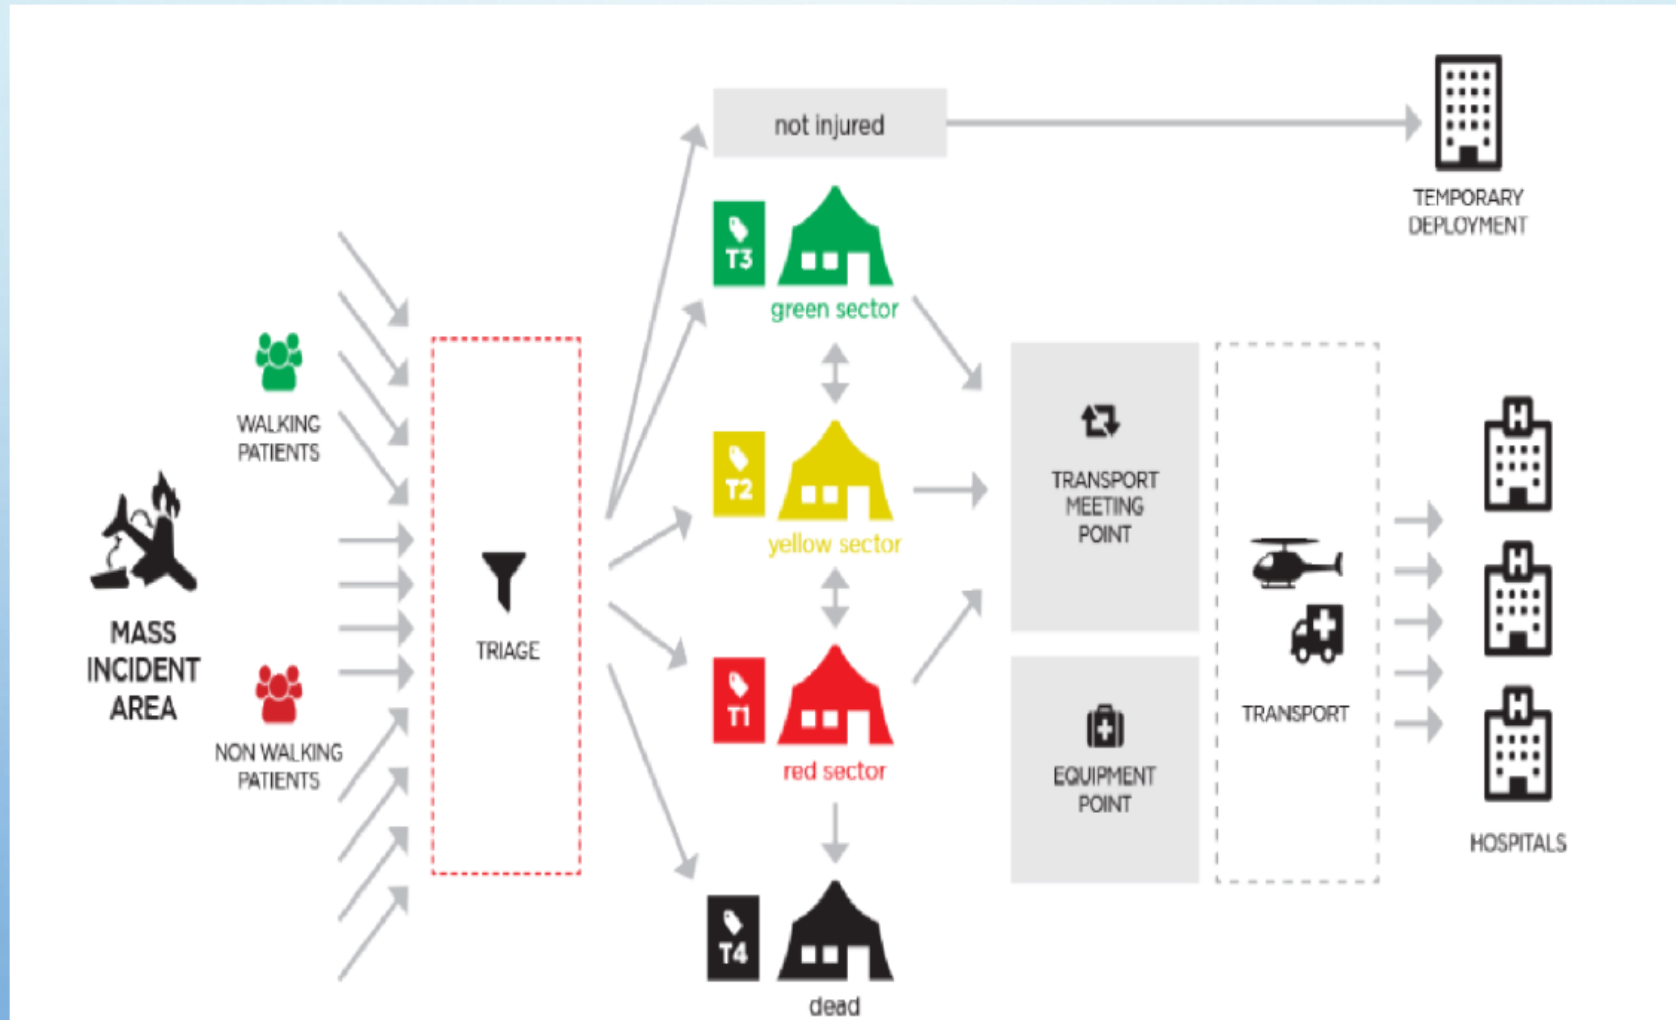 not injured
TEMPORARY
DEPLOYMENT
T3
green sector
WALKING
PATIENTS
T2
yellow sector
TRANSPORT
MEETING
POINT
MASS
INCIDENT
AREA
TRIAGE
NON WALKING
PATIENTS
T1
red sector
EQUIPMENT
POINT
TRANSPORT
H
H
H
HOSPITALS
T4
dead